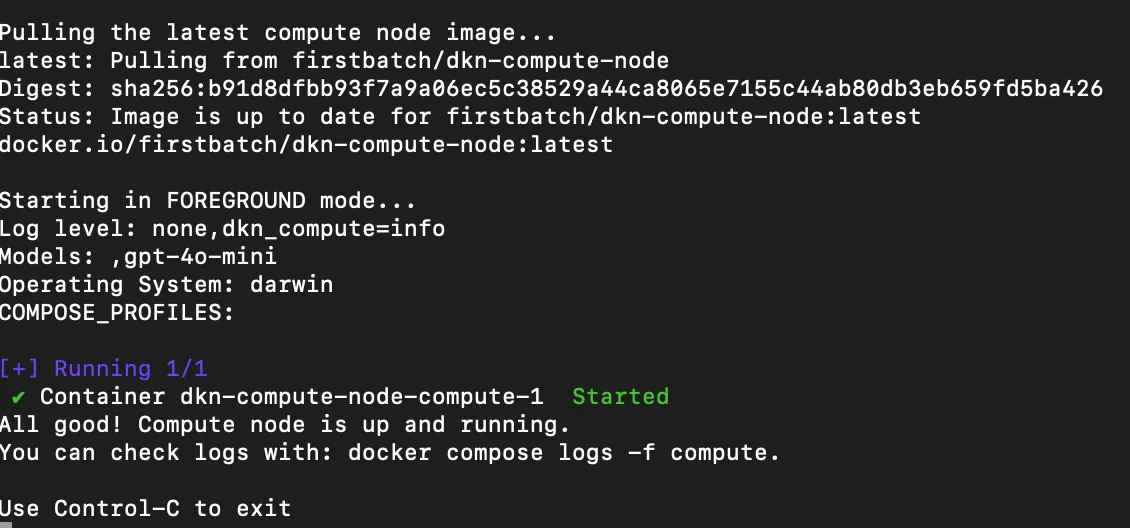 Pulling the latest compute node image...
latest: Pulling from firstbatch/dkn-compute-node
Digest: sha256:b91d8dfbb93f7a9a06ec5c38529a44ca8065e7155c44ab80db3eb659fd5ba426
Status: Image is up to date for firstbatch/dkn-compute-node:latest
docker.io/firstbatch/dkn-compute-node:latest
Starting in FOREGROUND mode...
Log level: none,dkn_compute=info
Models: ,gpt-4o-mini
Operating System: darwin
COMPOSE_PROFILES:
[+] Running 1/1
✔ Container dkn-compute-node-compute-1  Started
All good! Compute node is up and running.
You can check logs with: docker compose logs -f compute.
Use Control-C to exit